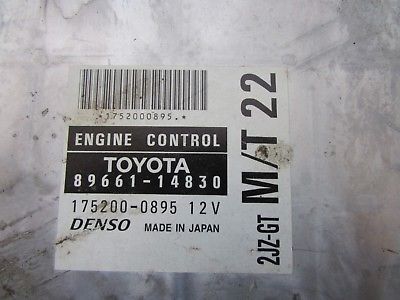 *1752000895.*
ENGINE CONTROL
TOYOTA
89661-14830
175200-0895 12V
DENSO MADE IN JAPAN
2JZ-GT M/T 22